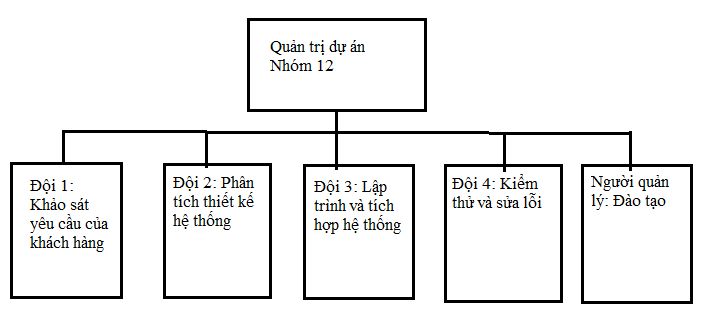 Quản trị dự án
Nhóm 12
Đội 1:
Khảo sát
yêu cầu của
khách hàng
Đội 2: Phân
tích thiết kế
hệ thống
Đội 3: Lập
trình và tích
hợp hệ thống
Đội 4: Kiểm
thử và sửa lỗi
Người quản
lý: Đào tạo